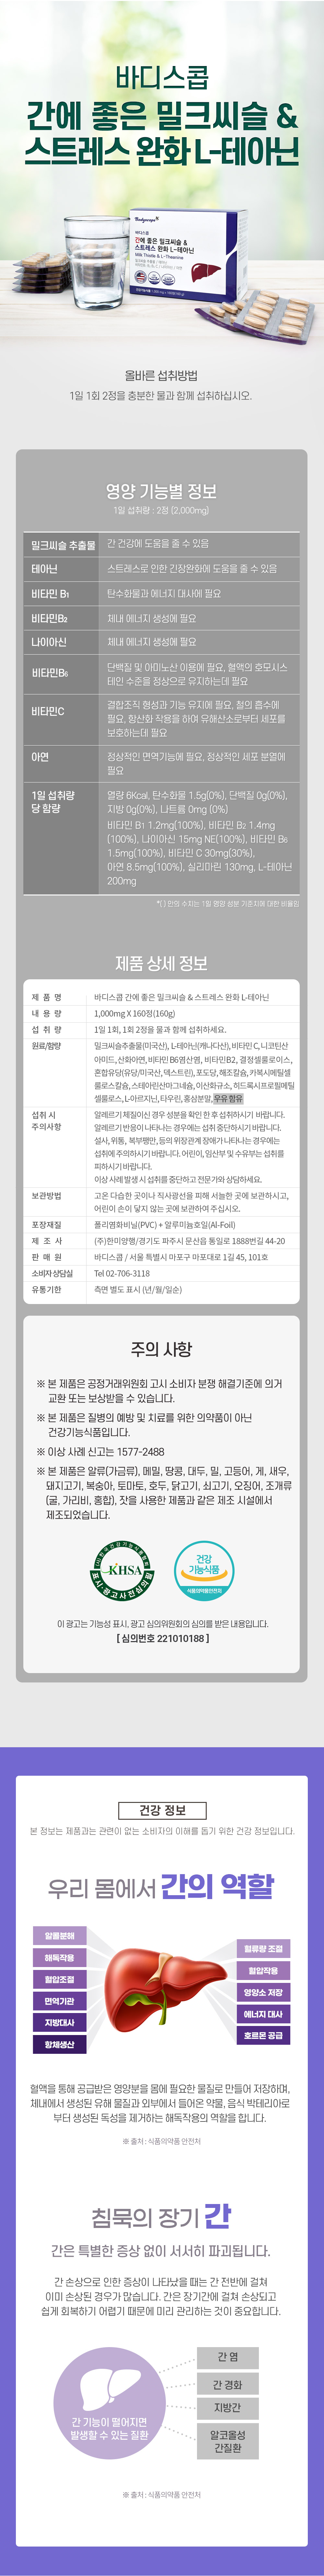 바디스콥
간에 좋은 밀크씨슬 &
스트레스 완화 L-테아닌
Bodyscope
바디스콥
간에 좋은 밀크씨슬 &
스트레스 완화 L-테아닌
Milk Thistle & L-Theanine
올바른 섭취방법
1일 1회 2정을 충분한 물과 함께 섭취하십시오.
영양 기능별 정보
1일 섭취량 : 2정 (2,000mg)
밀크씨슬 추출물 간 건강에 도움을 줄 수 있음
테아닌 스트레스로 인한 긴장완화에 도움을 줄 수 있음
비타민 B1 탄수화물과 에너지 대사에 필요
비타민B2 체내 에너지 생성에 필요
나이아신 체내 에너지 생성에 필요
비타민B6 단백질 및 아미노산 이용에 필요, 혈액의 호모시스
테인 수준을 정상으로 유지하는데 필요
비타민C 결합조직 형성과 기능 유지에 필요, 철의 흡수에
필요, 항산화 작용을 하여 유해산소로부터 세포를
보호하는데 필요
아연 정상적인 면역기능에 필요, 정상적인 세포 분열에
필요
1일 섭취량
당 함량
열량 6Kcal, 탄수화물 1.5g(0%), 단백질 0g(0%),
지방 0g(0%), 나트륨 0mg (0%)
비타민 B1 1.2mg(100%), 비타민 B2 1.4mg
(100%), 나이아신 15mg NE(100%), 비타민 B6
1.5mg(100%), 비타민 C 30mg(30%),
아연 8.5mg(100%), 실리마린 130mg, L-테아닌
200mg
*( ) 안의 수치는 1일 영양 성분 기준치에 대한 비율임
제품 상세 정보
제 품 명 바디스콥 간에 좋은 밀크씨슬 & 스트레스 완화 L-테아닌
내 용 량 1,000mg X 160정(160g)
섭 취 량 1일 1회, 1회 2정을 물과 함께 섭취하세요.
원료/함량 밀크씨슬추출물(미국산), L-테아닌(캐나다산), 비타민 C, 니코틴산
아미드, 산화아연, 비타민 B6염산염, 비타민B2, 결정셀룰로이스,
혼합유당(유당/미국산, 덱스트린), 포도당, 해조칼슘, 카복시메틸셀
룰로스칼슘, 스테아린산마그네슘, 이산화규소, 히드록시프로필메틸
셀룰로스, L-아르지닌, 타우린, 홍삼분말, 우유 함유
섭취 시
주의사항
알레르기 체질이신 경우 성분을 확인 한 후 섭취하시기 바랍니다.
알레르기 반응이 나타나는 경우에는 섭취 중단하시기 바랍니다.
설사, 위통, 복부팽만, 등의 위장관계 장애가 나타나는 경우에는
섭취에 주의하시기 바랍니다. 어린이, 임산부 및 수유부는 섭취를
피하시기 바랍니다.
이상 사례 발생 시 섭취를 중단하고 전문가와 상담하세요.
보관방법 고온 다습한 곳이나 직사광선을 피해 서늘한 곳에 보관하시고,
어린이 손이 닿지 않는 곳에 보관하여 주십시오.
포장재질 폴리염화비닐(PVC) + 알루미늄호일(Al-Foil)
제 조 사 (주)한미양행/경기도 파주시 문산읍 통일로 1888번길 44-20
판 매 원 바디스콥 / 서울 특별시 마포구 마포대로 1길 45, 101호
소비자 상담실 Tel 02-706-3118
유통기한 측면 별도 표시 (년/월/일순)
주의 사항
※ 본 제품은 공정거래위원회 고시 소비자 분쟁 해결기준에 의거
교환 또는 보상받을 수 있습니다.
※ 본 제품은 질병의 예방 및 치료를 위한 의약품이 아닌
건강기능식품입니다.
※ 이상 사례 신고는 1577-2488
※ 본 제품은 알류(가금류), 메밀, 땅콩, 대두, 밀, 고등어, 게, 새우,
돼지고기, 복숭아, 토마토, 호두, 닭고기, 쇠고기, 오징어, 조개류
(굴, 가리비, 홍합), 잣을 사용한 제품과 같은 제조 시설에서
제조되었습니다.
KHSA
표시·광고사전심의필
건강
기능식품
식품의약품안전처
이 광고는 기능성 표시, 광고 심의위원회의 심의를 받은 내용입니다.
[ 심의번호 221010188 ]
건강 정보
본 정보는 제품과는 관련이 없는 소비자의 이해를 돕기 위한 건강 정보입니다.
우리 몸에서 간의 역할
알콜분해
해독작용
혈압조절
면역기관
지방대사
항체생산
혈류량 조절
혈압작용
영양소 저장
에너지 대사
호르몬 공급
혈액을 통해 공급받은 영양분을 몸에 필요한 물질로 만들어 저장하며,
체내에서 생성된 유해 물질과 외부에서 들어온 약물, 음식 박테리아로
부터 생성된 독성을 제거하는 해독작용의 역할을 합니다.
※ 출처 : 식품의약품 안전처
침묵의 장기 간
간은 특별한 증상 없이 서서히 파괴됩니다.
간 손상으로 인한 증상이 나타났을 때는 간 전반에 걸쳐
이미 손상된 경우가 많습니다. 간은 장기간에 걸쳐 손상되고
쉽게 회복하기 어렵기 때문에 미리 관리하는 것이 중요합니다.
간 기능이 떨어지면
발생할 수 있는 질환
간 염
간 경화
지방간
알코올성
간질환
※ 출처 : 식품의약품 안전처